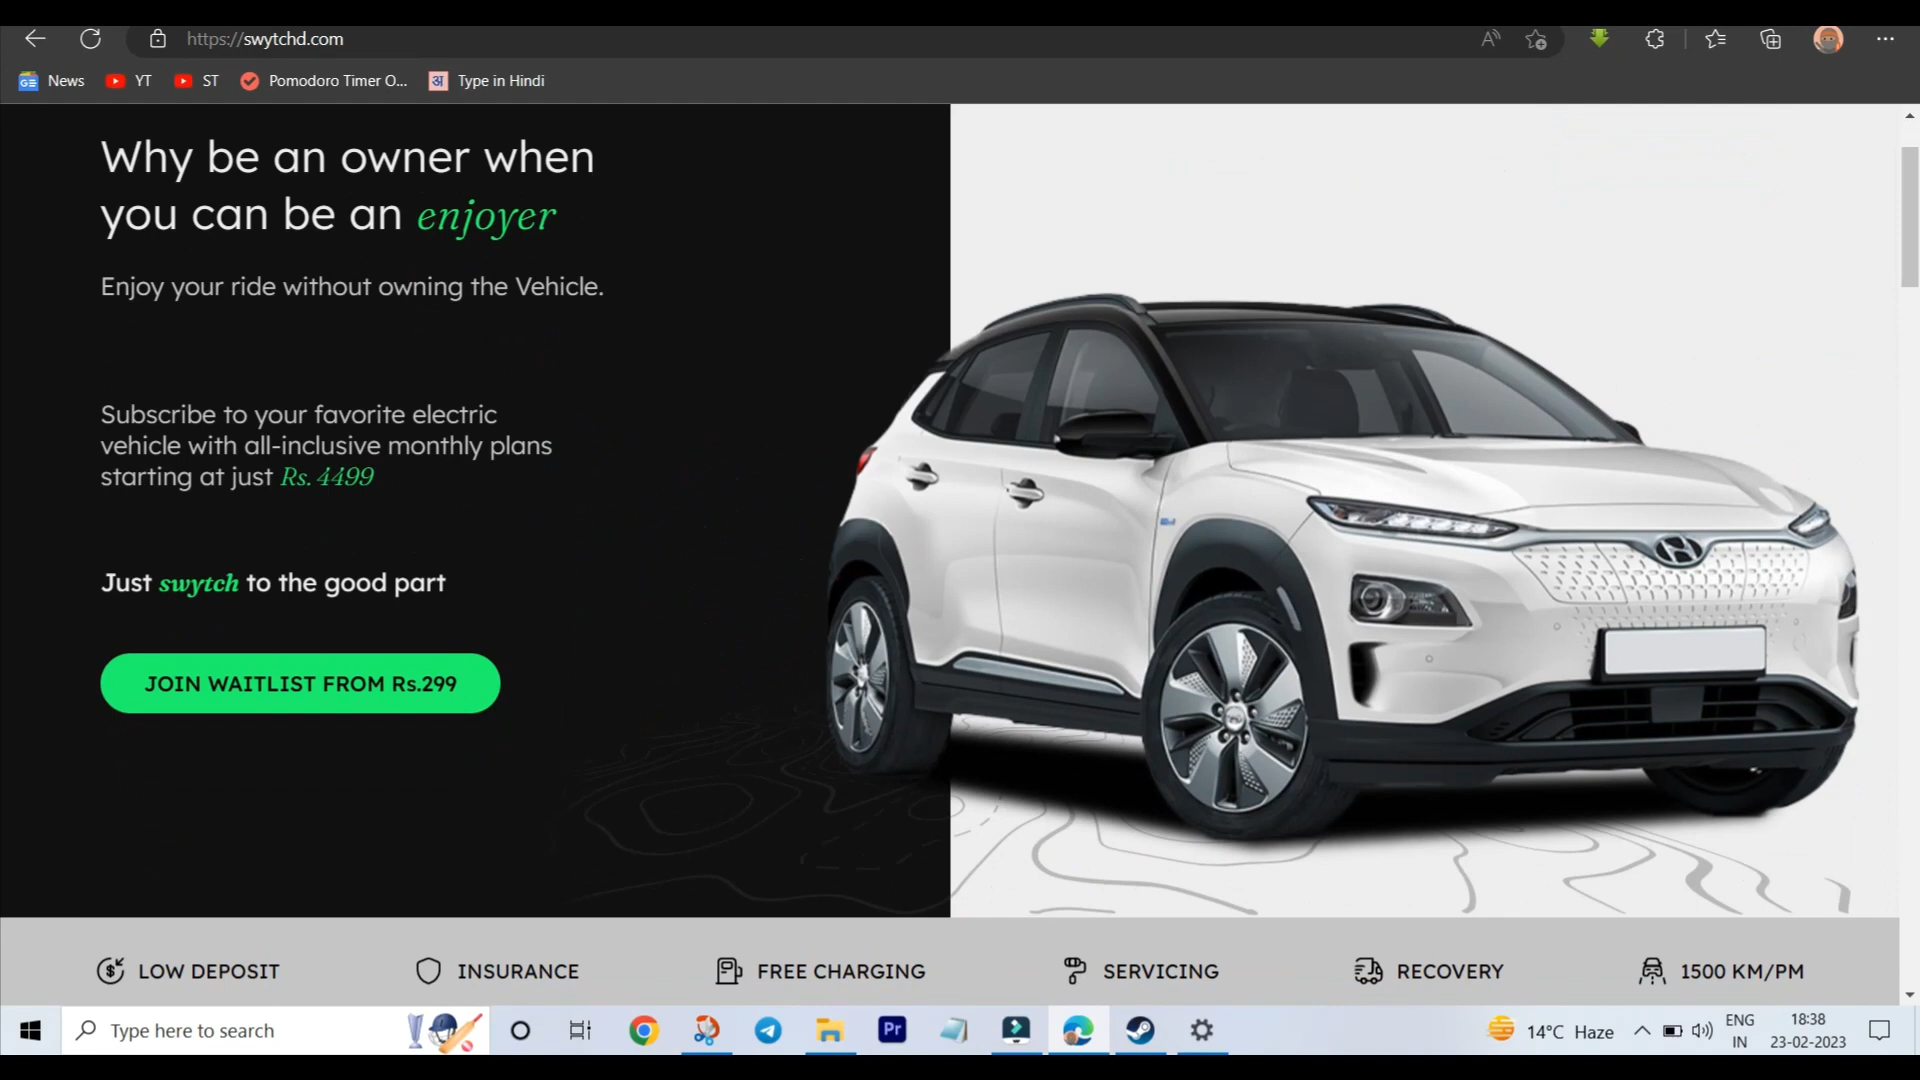 https://swytchd.com
News
YT
ST
Pomodoro Timer O...
Type in Hindi
Why be an owner when
you can be an enjoyer
Enjoy your ride without owning the Vehicle.
Subscribe to your favorite electric
vehicle with all-inclusive monthly plans
starting at just Rs. 4499
Just swytch to the good part
JOIN WAITLIST FROM Rs.299
LOW DEPOSIT
INSURANCE
FREE CHARGING
SERVICING
RECOVERY
1500 KM/PM
Type here to search
Pr
14°C Haze
ENG
IN
18:38
23-02-2023